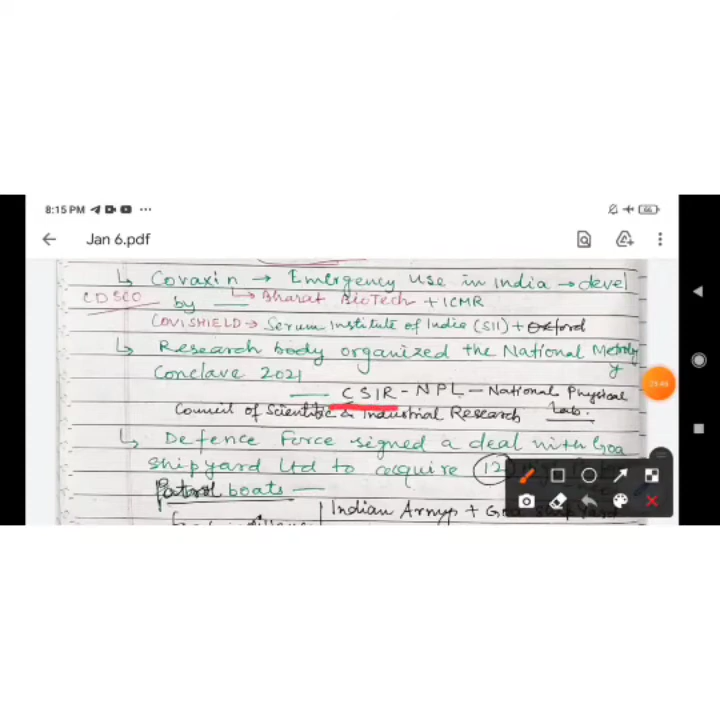 8:15 PM ...
66
Jan 6.pdf
↳ Covaxin → Emergency Use in India → devel
CDSCO
by ↳ Bharat BioTech + ICMR
COVISHIELD → Serum Institute of India (SII) + Oxford
↳ Research body organized the National Metrology
Conclave 2021
— CSIR - NPL - National Physical
Council of Scientific & Industrial Research Lab.
↳ Defence Force signed a deal with Goa
Shipyard Ltd to acquire 12
Patrol boats —
Indian Army + Goa Shipyard